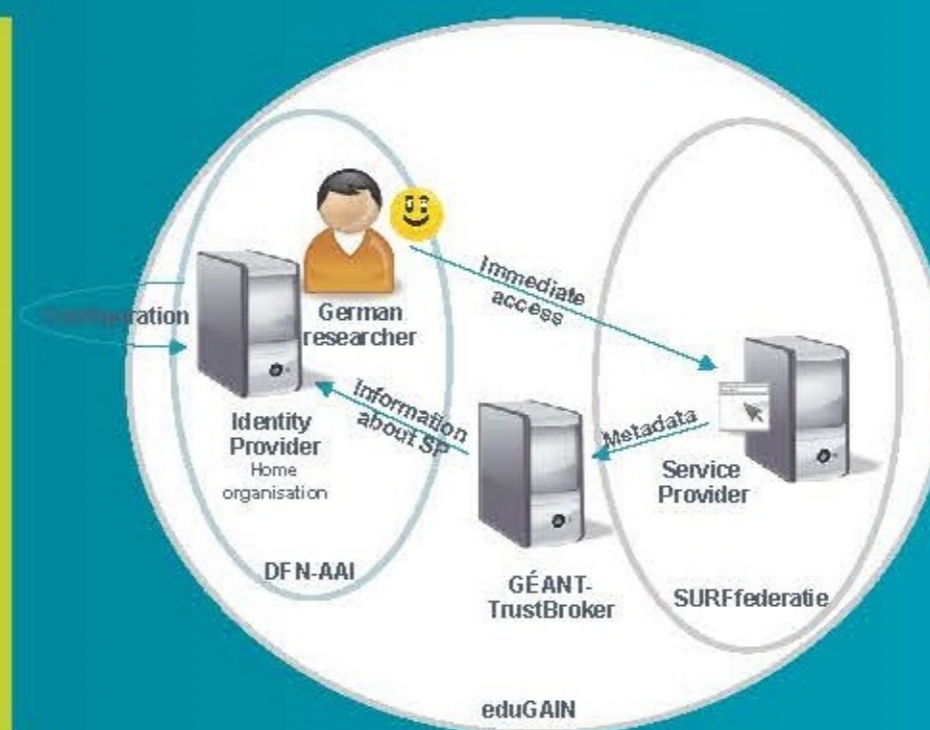 Immediate
access
German
researcher
Information
about SP
Metadata
Identity
Provider
Home
organisation
Service
Provider
DFN-AAI
GÉANT-
TrustBroker
SURFfederatie
eduGAIN